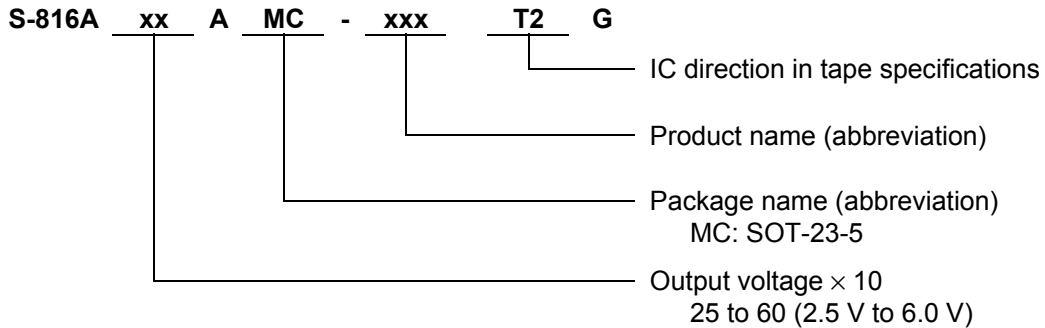 S-816A xx A MC - xxx T2 G
IC direction in tape specifications
Product name (abbreviation)
Package name (abbreviation)
MC: SOT-23-5
Output voltage × 10
25 to 60 (2.5 V to 6.0 V)